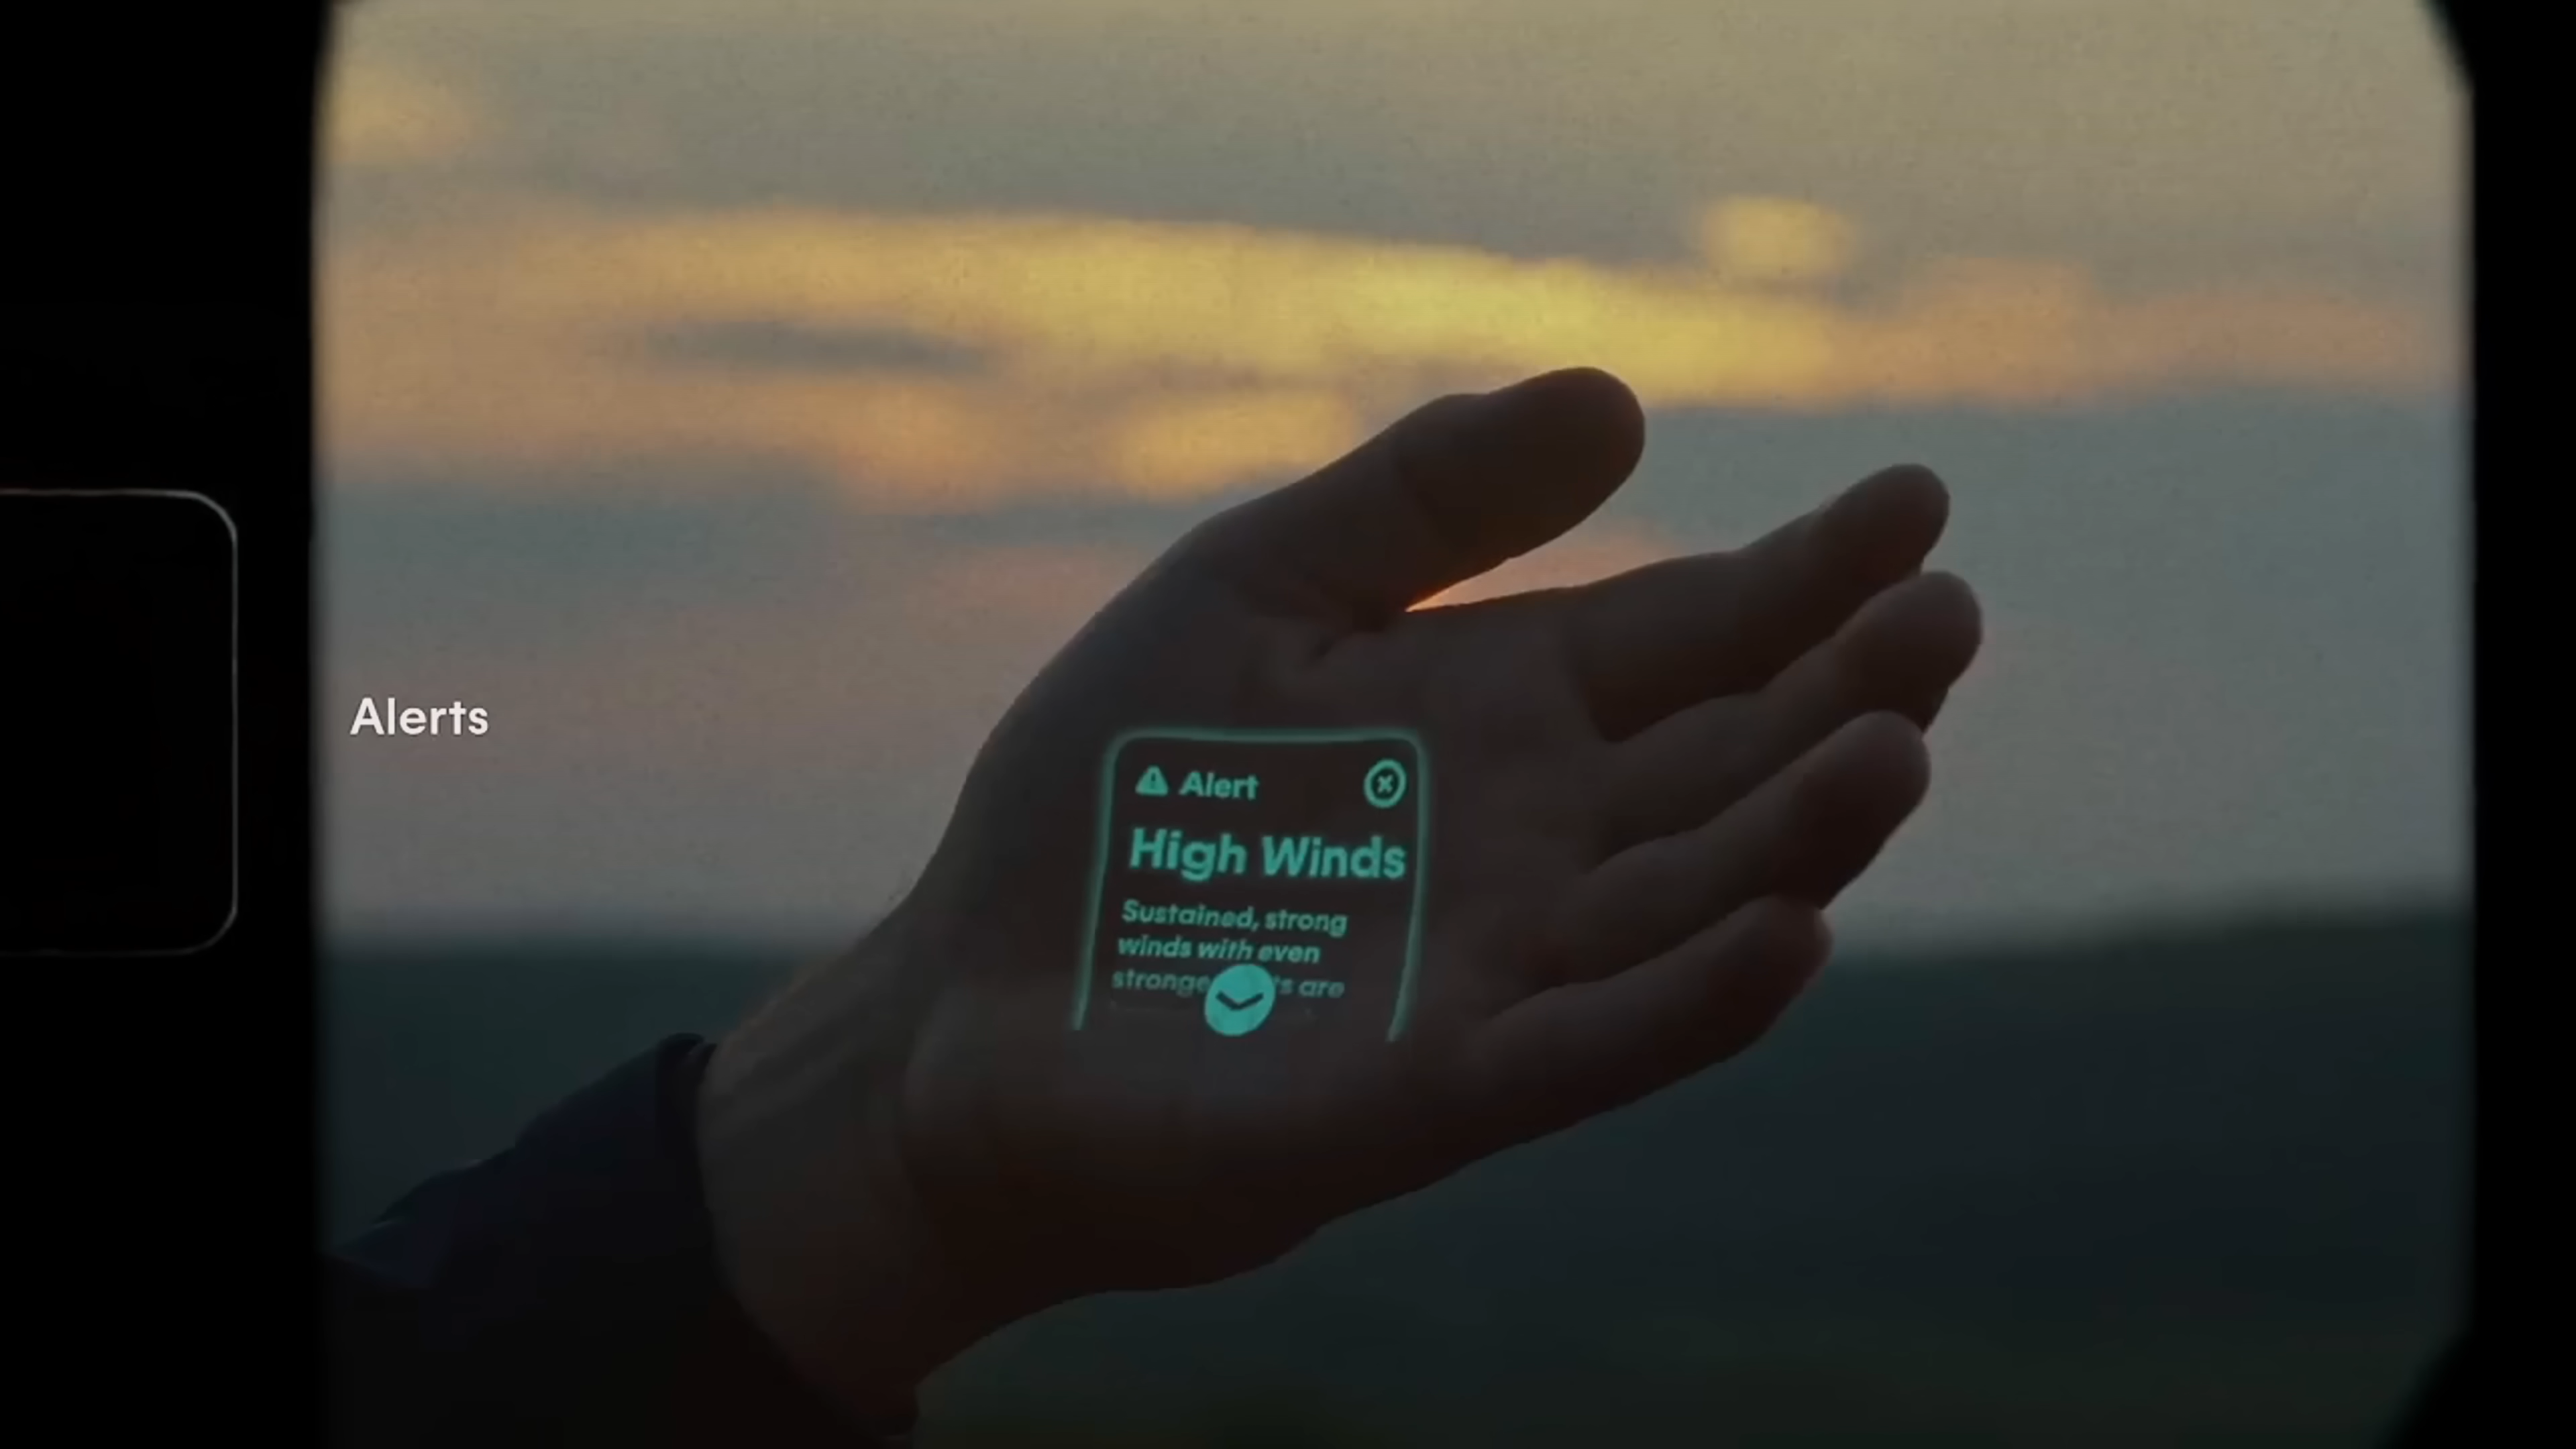 Alerts
Alert
High Winds
Sustained, strong
winds with even
are